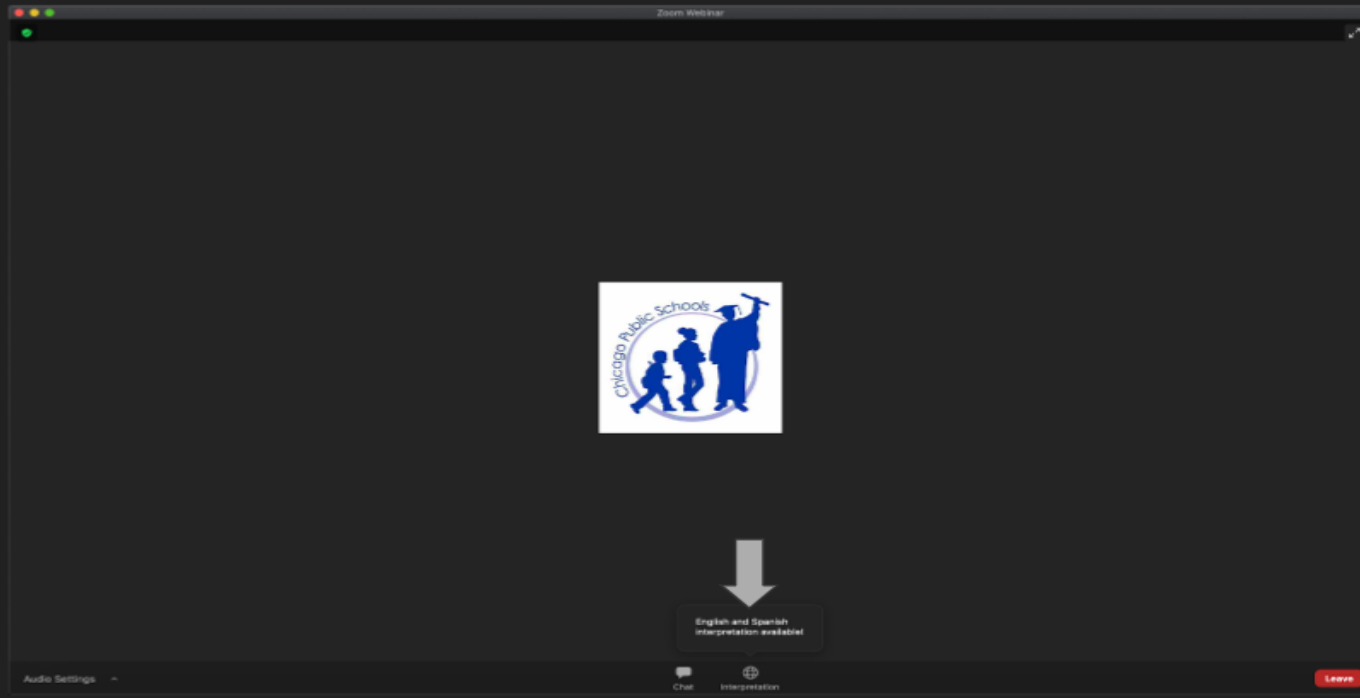 Zoom Webinar
Chicago Public Schools
English and Spanish
interpretation available!
Audio Settings
Chat
Interpretation
Leave